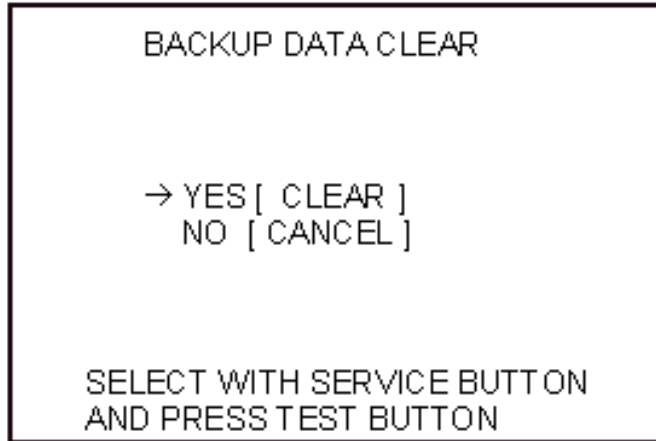 BACKUP DATA CLEAR
→ YES [ CLEAR ]
NO [ CANCEL ]
SELECT WITH SERVICE BUTTON
AND PRESS TEST BUTTON